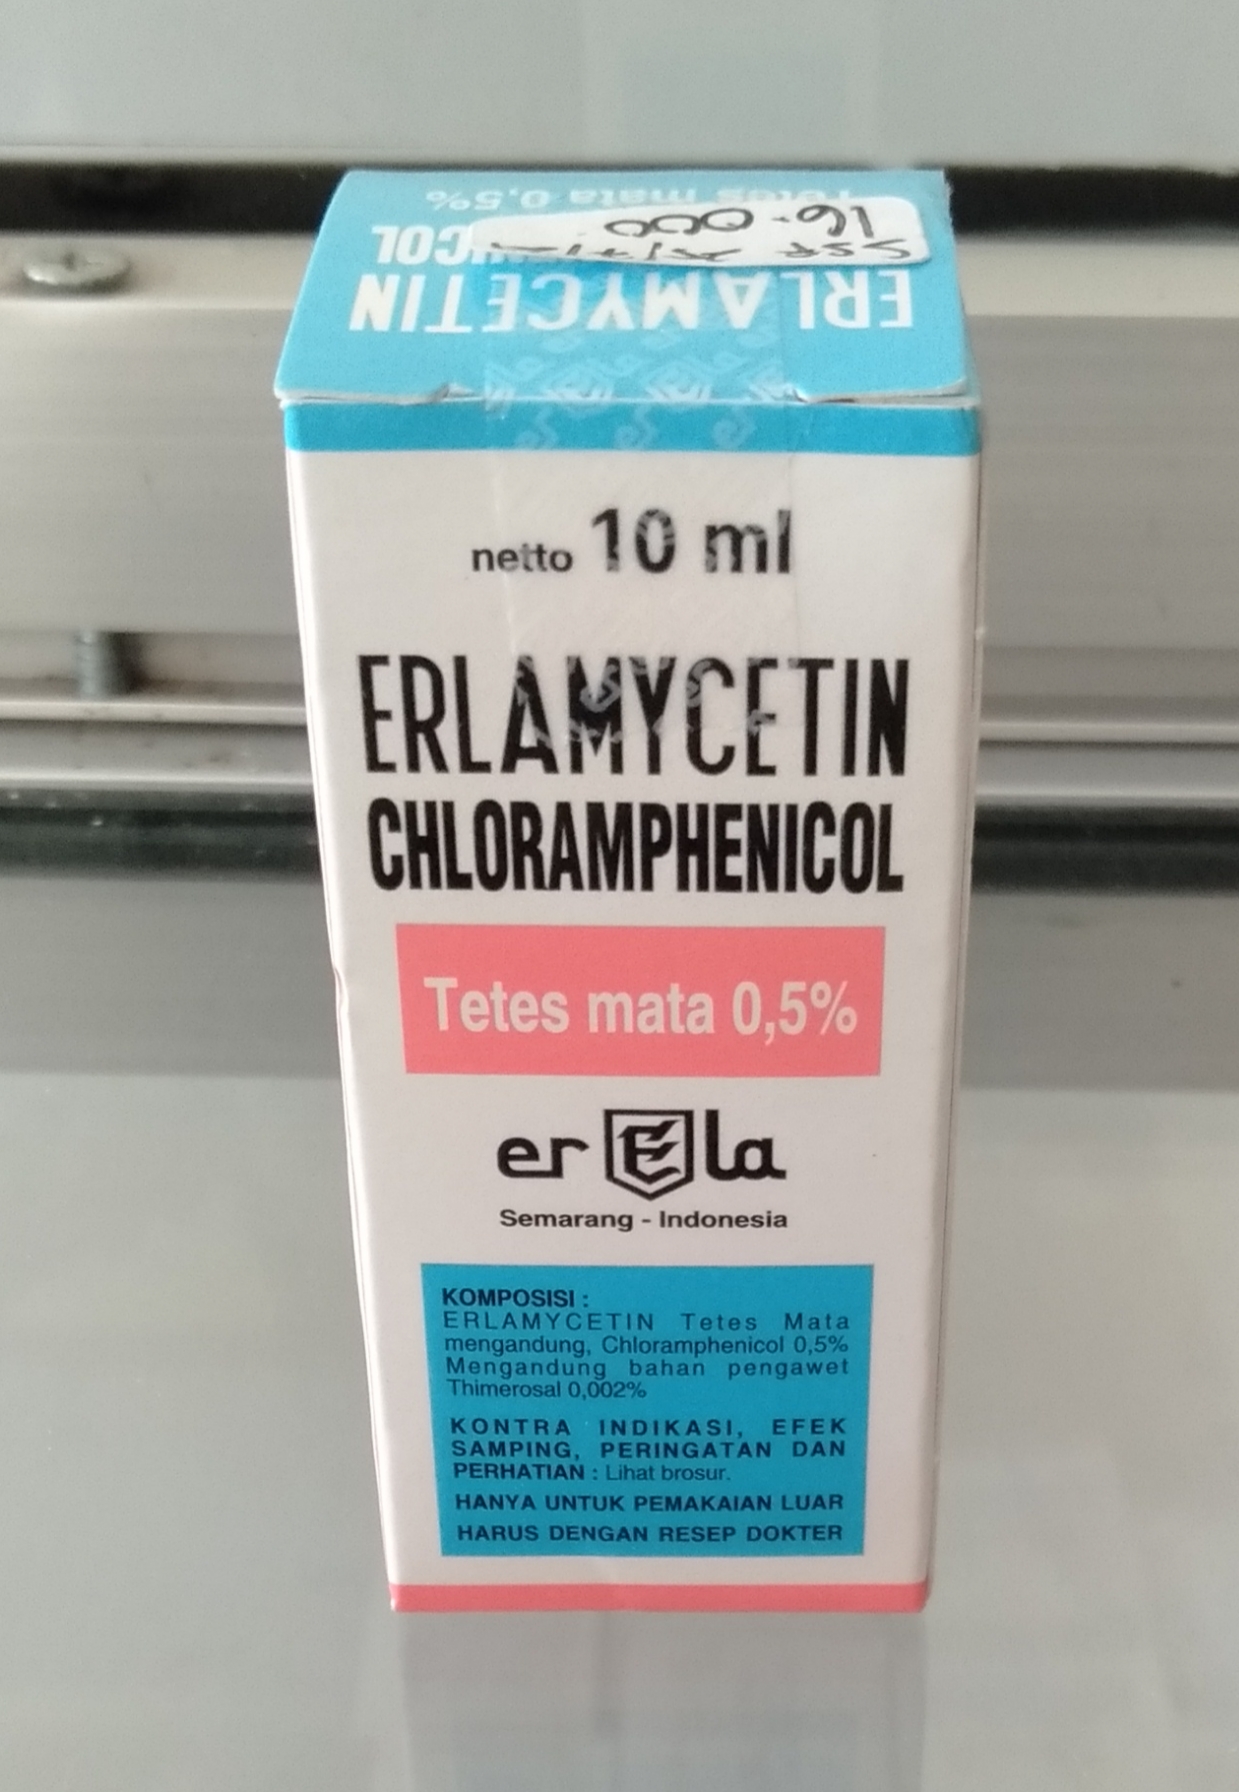 Tetes mata 0,5%
16.000
ERLAMYCETIN
netto 10 ml
ERLAMYCETIN
CHLORAMPHENICOL
Tetes mata 0,5%
er E la
Semarang - Indonesia
KOMPOSISI :
ERLAMYCETIN Tetes Mata
mengandung, Chloramphenicol 0,5%
Mengandung bahan pengawet
Thimerosal 0,002%
KONTRA INDIKASI, EFEK
SAMPING, PERINGATAN DAN
PERHATIAN : Lihat brosur.
HANYA UNTUK PEMAKAIAN LUAR
HARUS DENGAN RESEP DOKTER